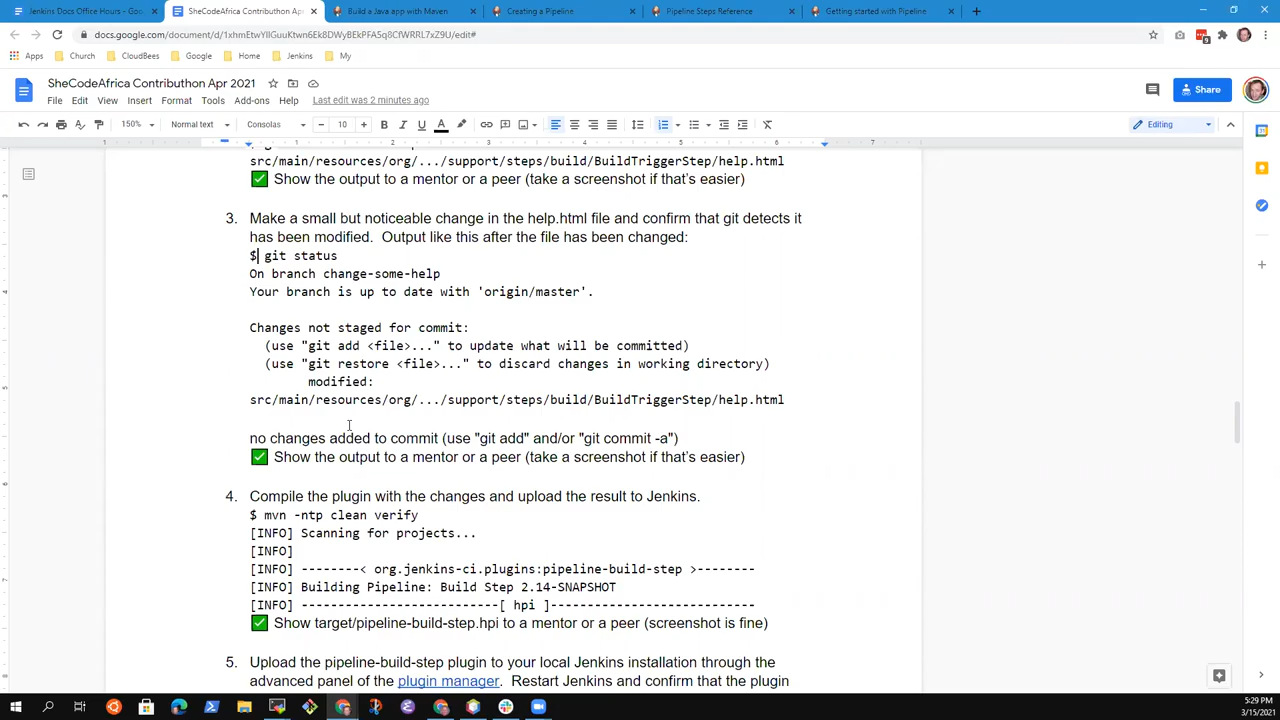 Jenkins Docs Office Hours - Goo
SheCodeAfrica Contribution Ap
Build a Java app with Maven
Creating a Pipeline
Pipeline Steps Reference
Getting started with Pipeline
Apps
Church
CloudBees
Google
Home
Jenkins
My
SheCodeAfrica Contributhon Apr 2021
File Edit View Insert Format Tools Add-ons Help Last edit was 2 minutes ago
Share
150% Normal text Consolas 10
Editing
1 1 2 3 4 5 6 7
src/main/resources/org/.../support/steps/build/BuildTriggerStep/help.html
✅ Show the output to a mentor or a peer (take a screenshot if that's easier)
3. Make a small but noticeable change in the help.html file and confirm that git detects it
has been modified. Output like this after the file has been changed:
$ git status
On branch change-some-help
Your branch is up to date with 'origin/master'.
Changes not staged for commit:
(use "git add <file>..." to update what will be committed)
(use "git restore <file>..." to discard changes in working directory)
modified:
src/main/resources/org/.../support/steps/build/BuildTriggerStep/help.html
no changes added to commit (use "git add" and/or "git commit -a")
✅ Show the output to a mentor or a peer (take a screenshot if that's easier)
4. Compile the plugin with the changes and upload the result to Jenkins.
$ mvn -ntp clean verify
[INFO] Scanning for projects...
[INFO]
[INFO] --------< org.jenkins-ci.plugins:pipeline-build-step >--------
[INFO] Building Pipeline: Build Step 2.14-SNAPSHOT
[INFO] ---------------------------[ hpi ]----------------------------
✅ Show target/pipeline-build-step.hpi to a mentor or a peer (screenshot is fine)
5. Upload the pipeline-build-step plugin to your local Jenkins installation through the
advanced panel of the plugin manager. Restart Jenkins and confirm that the plugin
5:29 PM
3/15/2021